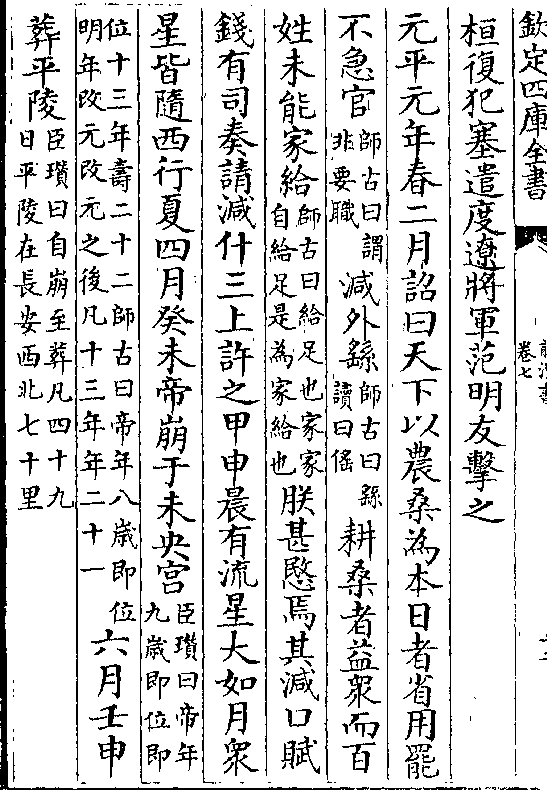 欽定四庫全書
卷七
桓復犯塞遣度遼將軍范明友擊之
元平元年春二月詔曰天下以農桑為本日者省用罷
不急官師古曰謂非要職減外繇師古曰繇讀曰傜耕桑者益衆而百
姓未能家給師古曰給足也家家自給足是為家給也朕甚愍焉其減口賦
錢有司奏請減什三上許之甲申晨有流星大如月衆
星皆隨西行夏四月癸未帝崩于未央宫臣瓚曰帝年九歲即位即
位十三年壽二十二師古曰帝年八歲即位明年改元改元之後凡十三年年二十一六月壬申
葬平陵臣瓚曰自崩至葬凡四十九日平陵在長安西北七十里